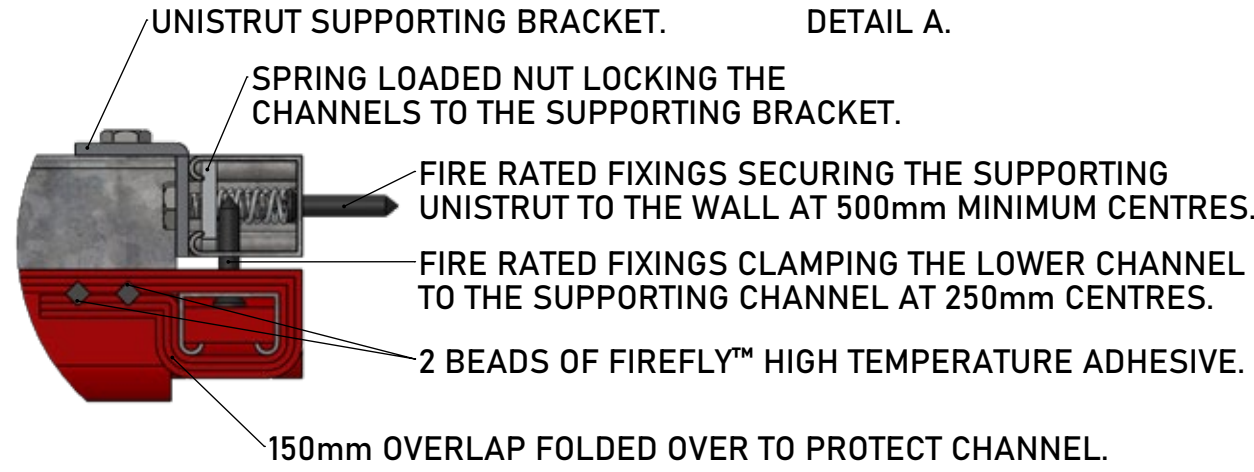 UNISTRUT SUPPORTING BRACKET.
DETAIL A.
SPRING LOADED NUT LOCKING THE
CHANNELS TO THE SUPPORTING BRACKET.
FIRE RATED FIXINGS SECURING THE SUPPORTING
UNISTRUT TO THE WALL AT 500mm MINIMUM CENTRES.
FIRE RATED FIXINGS CLAMPING THE LOWER CHANNEL
TO THE SUPPORTING CHANNEL AT 250mm CENTRES.
2 BEADS OF FIREFLY™ HIGH TEMPERATURE ADHESIVE.
150mm OVERLAP FOLDED OVER TO PROTECT CHANNEL.